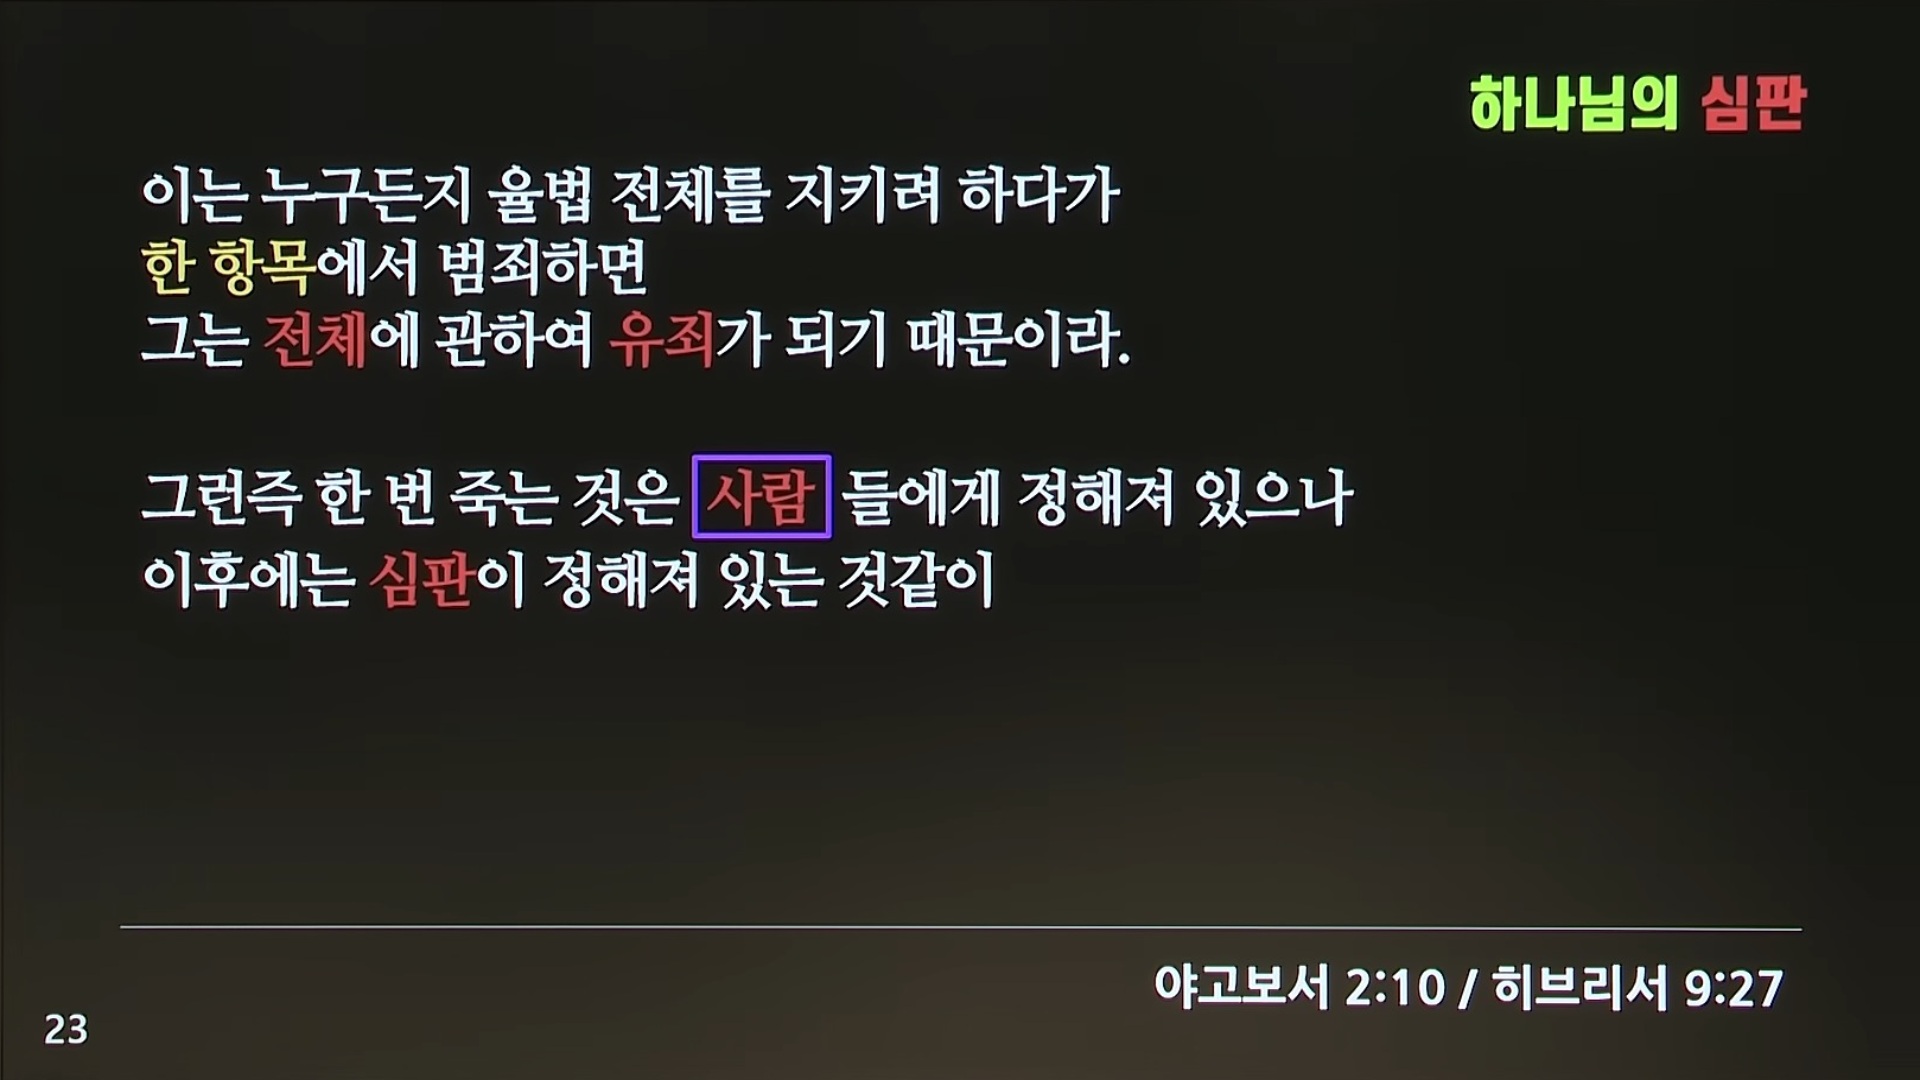 하나님의 심판
이는 누구든지 율법 전체를 지키려 하다가
한 항목에서 범죄하면
그는 전체에 관하여 유죄가 되기 때문이라.
그런즉 한 번 죽는 것은 사람 들에게 정해져 있으나
이후에는 심판이 정해져 있는 것같이
야고보서 2:10 / 히브리서 9:27
23